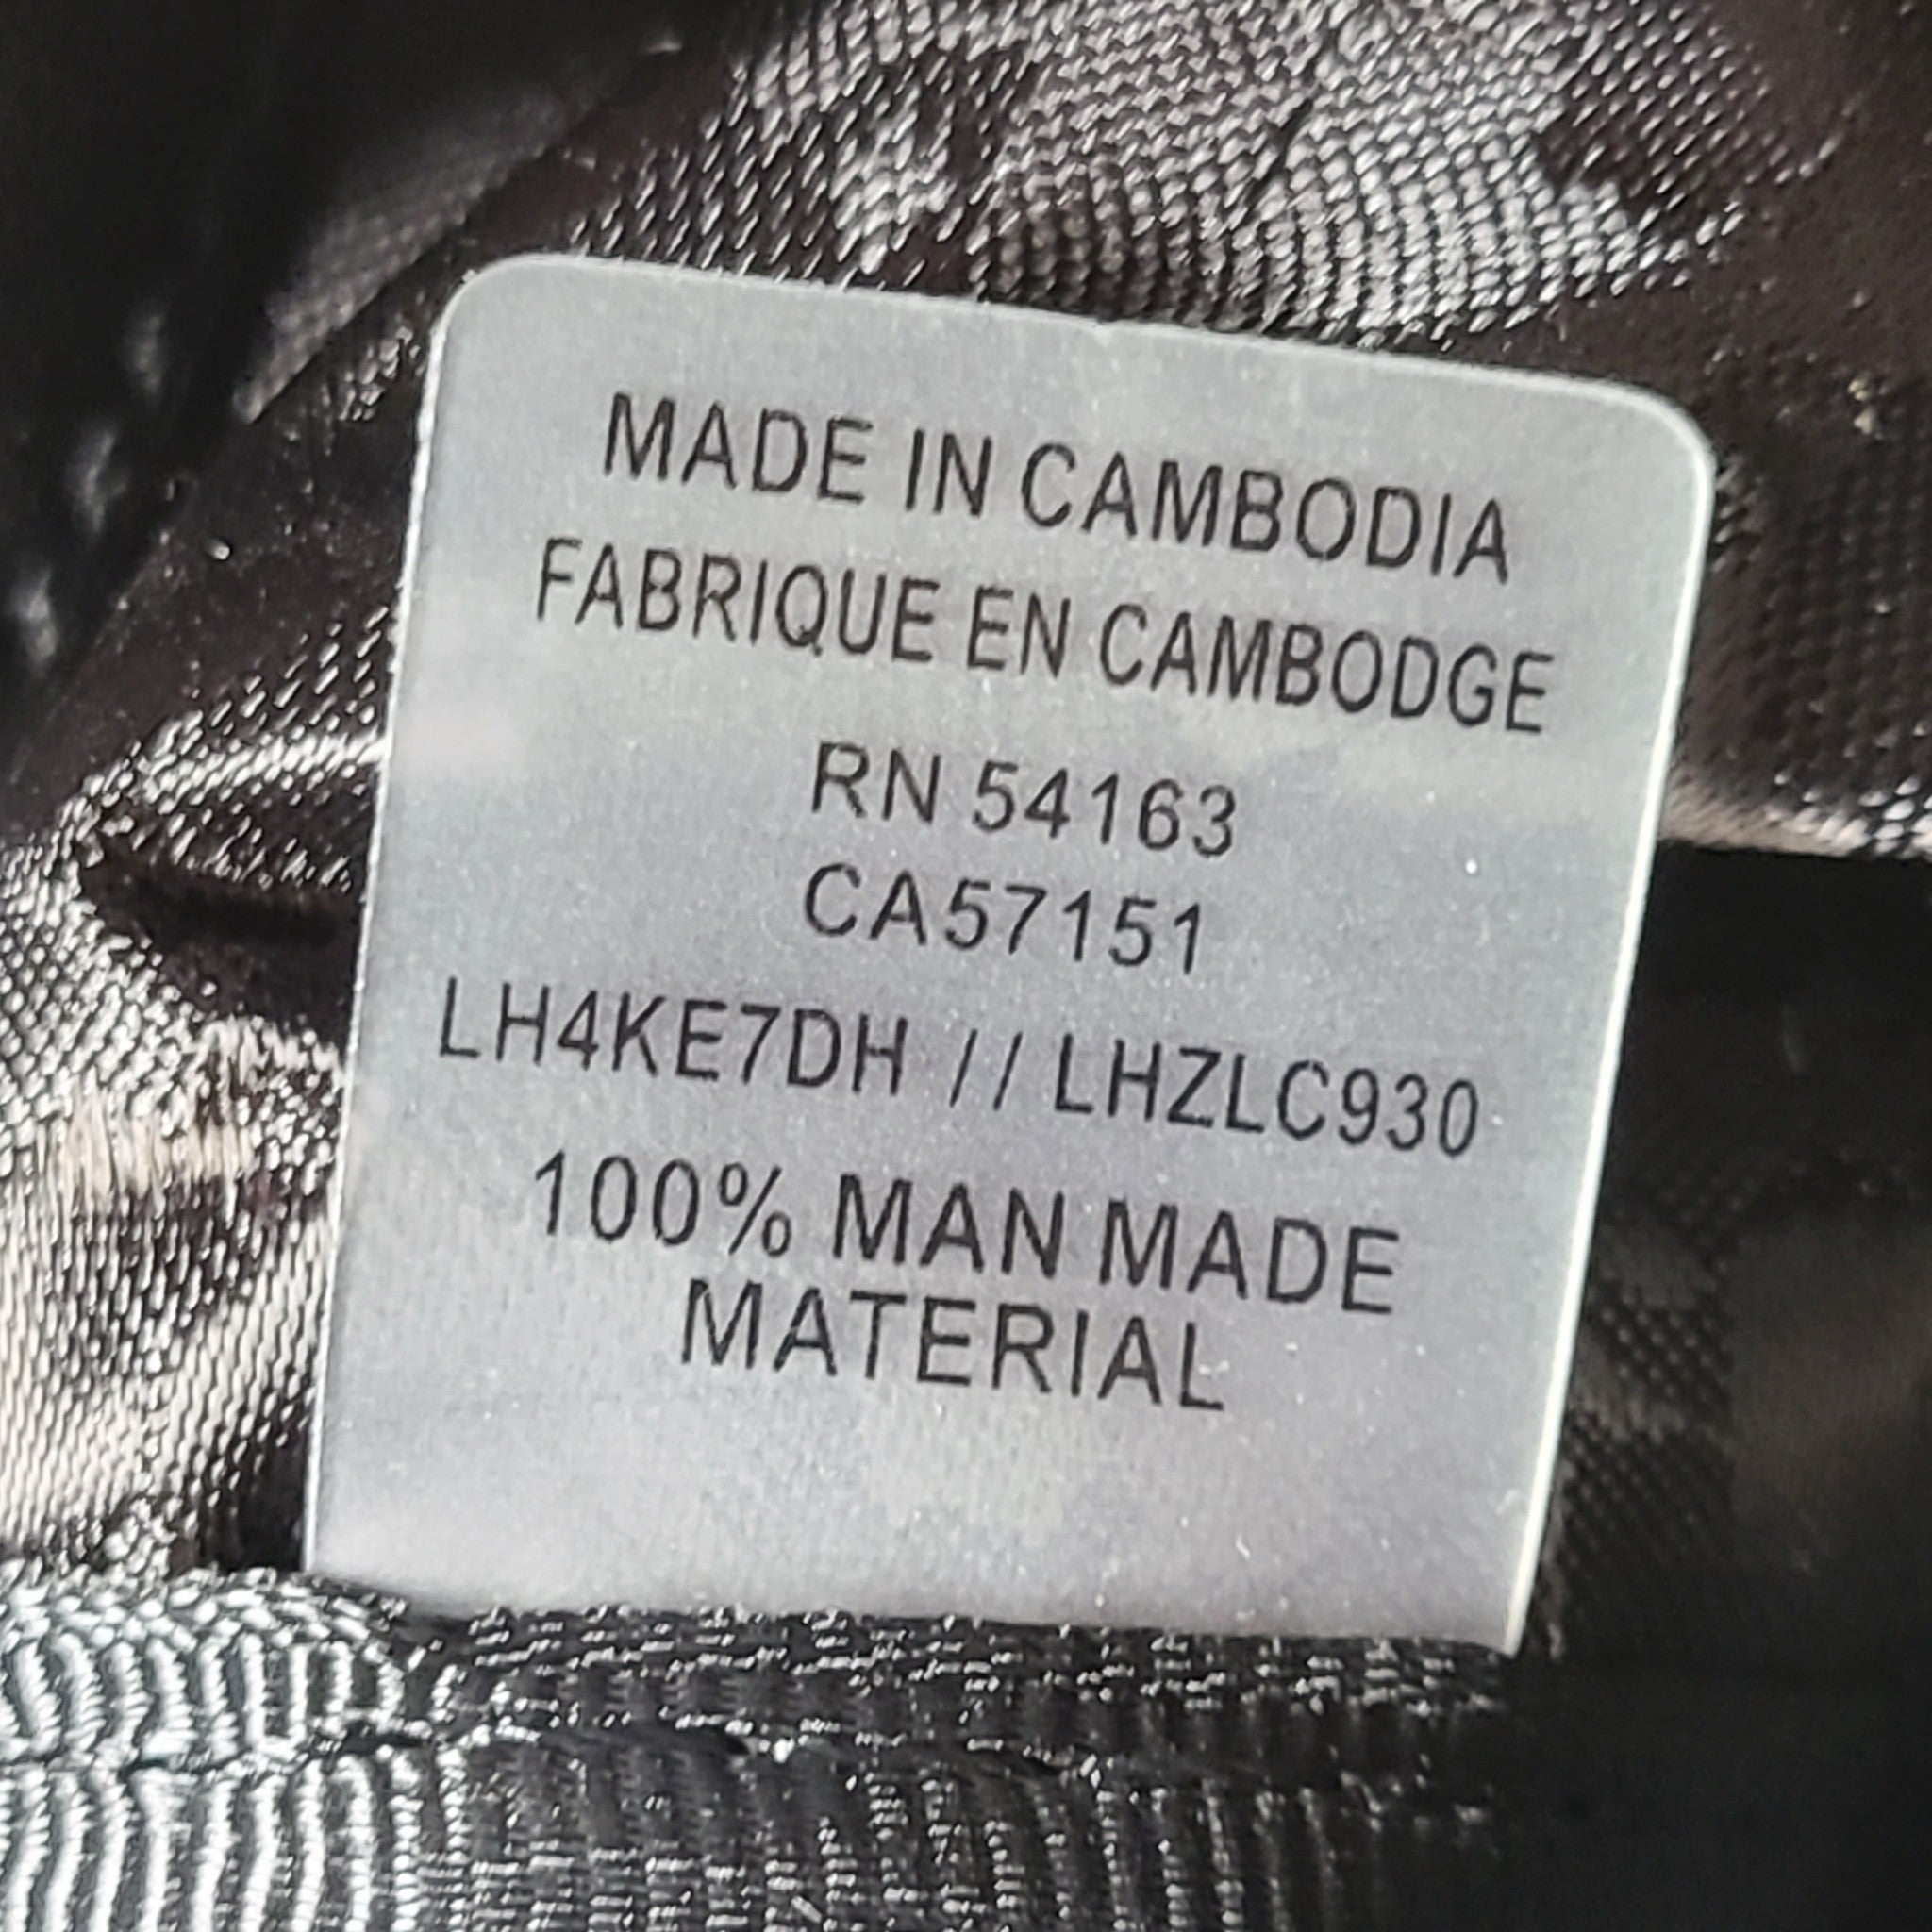 MADE IN CAMBODIA
FABRIQUE EN CAMBODGE
RN 54163
CA57151
LH4KE7DH // LHZLC930
100% MAN MADE
MATERIAL